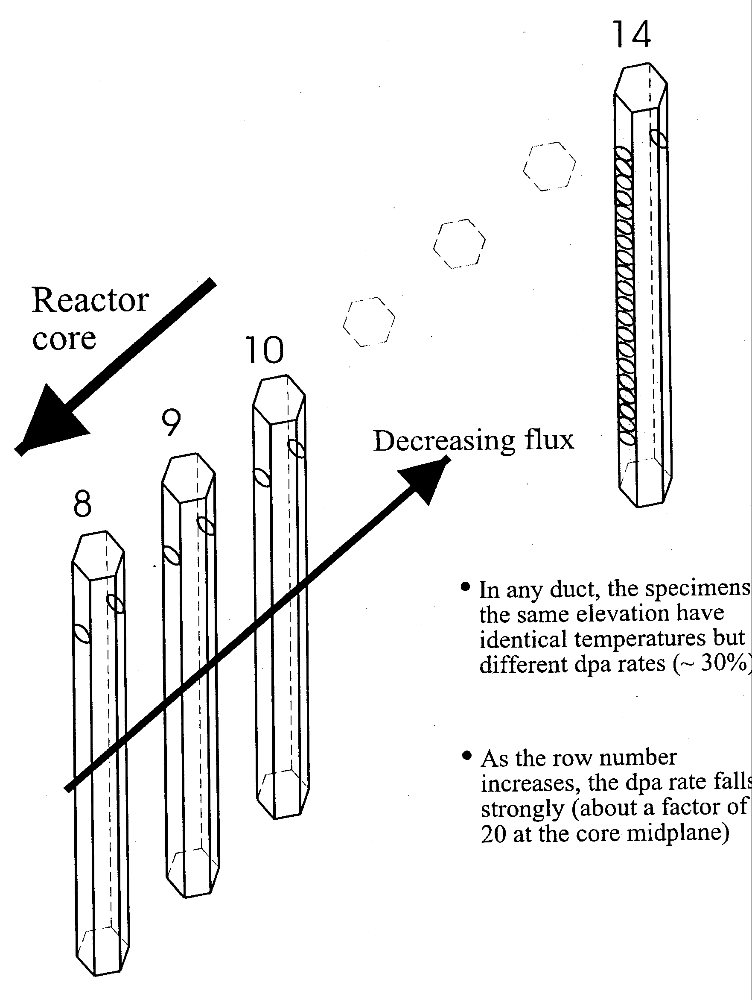 14
Reactor
core
10
9
Decreasing flux
8
• In any duct, the specimens
the same elevation have
identical temperatures but
different dpa rates (~ 30%)
• As the row number
increases, the dpa rate falls
strongly (about a factor of
20 at the core midplane)